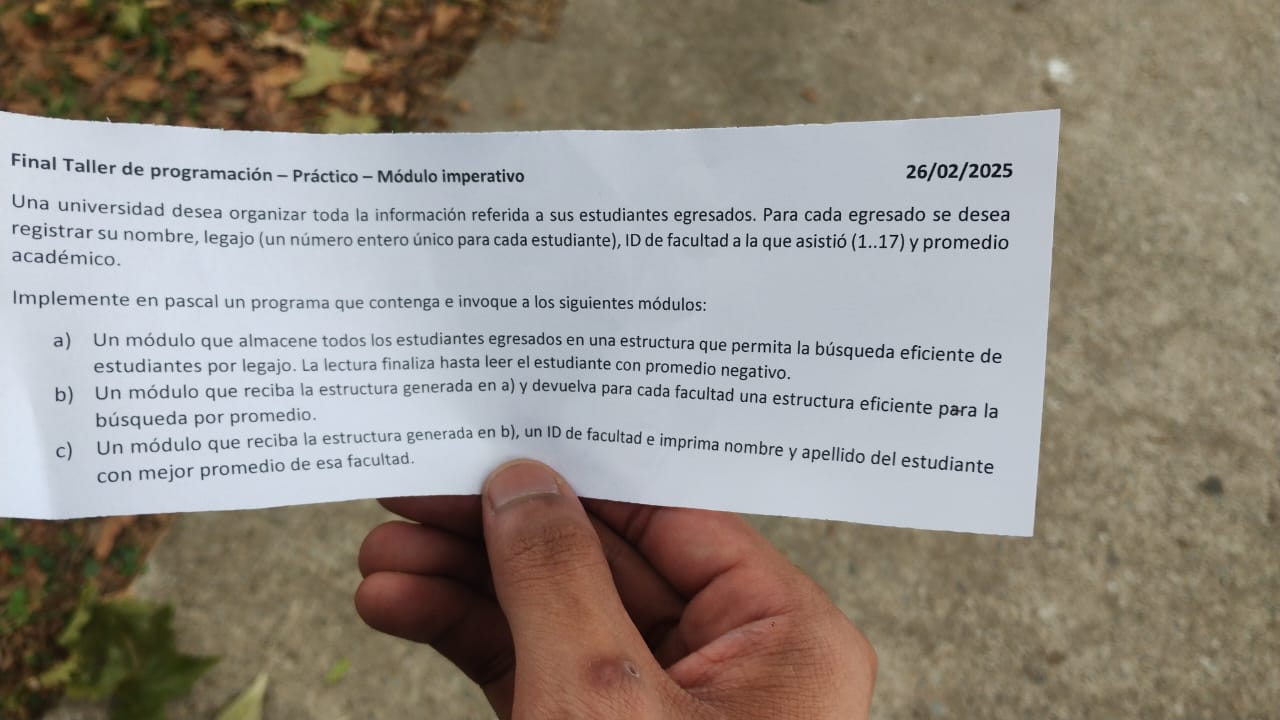 Final Taller de programación – Práctico – Módulo imperativo 26/02/2025
Una universidad desea organizar toda la información referida a sus estudiantes egresados. Para cada egresado se desea
registrar su nombre, legajo (un número entero único para cada estudiante), ID de facultad a la que asistió (1..17) y promedio
académico.
Implemente en pascal un programa que contenga e invoque a los siguientes módulos:
a) Un módulo que almacene todos los estudiantes egresados en una estructura que permita la búsqueda eficiente de
estudiantes por legajo. La lectura finaliza hasta leer el estudiante con promedio negativo.
b) Un módulo que reciba la estructura generada en a) y devuelva para cada facultad una estructura eficiente para la
búsqueda por promedio.
c) Un módulo que reciba la estructura generada en b), un ID de facultad e imprima nombre y apellido del estudiante
con mejor promedio de esa facultad.